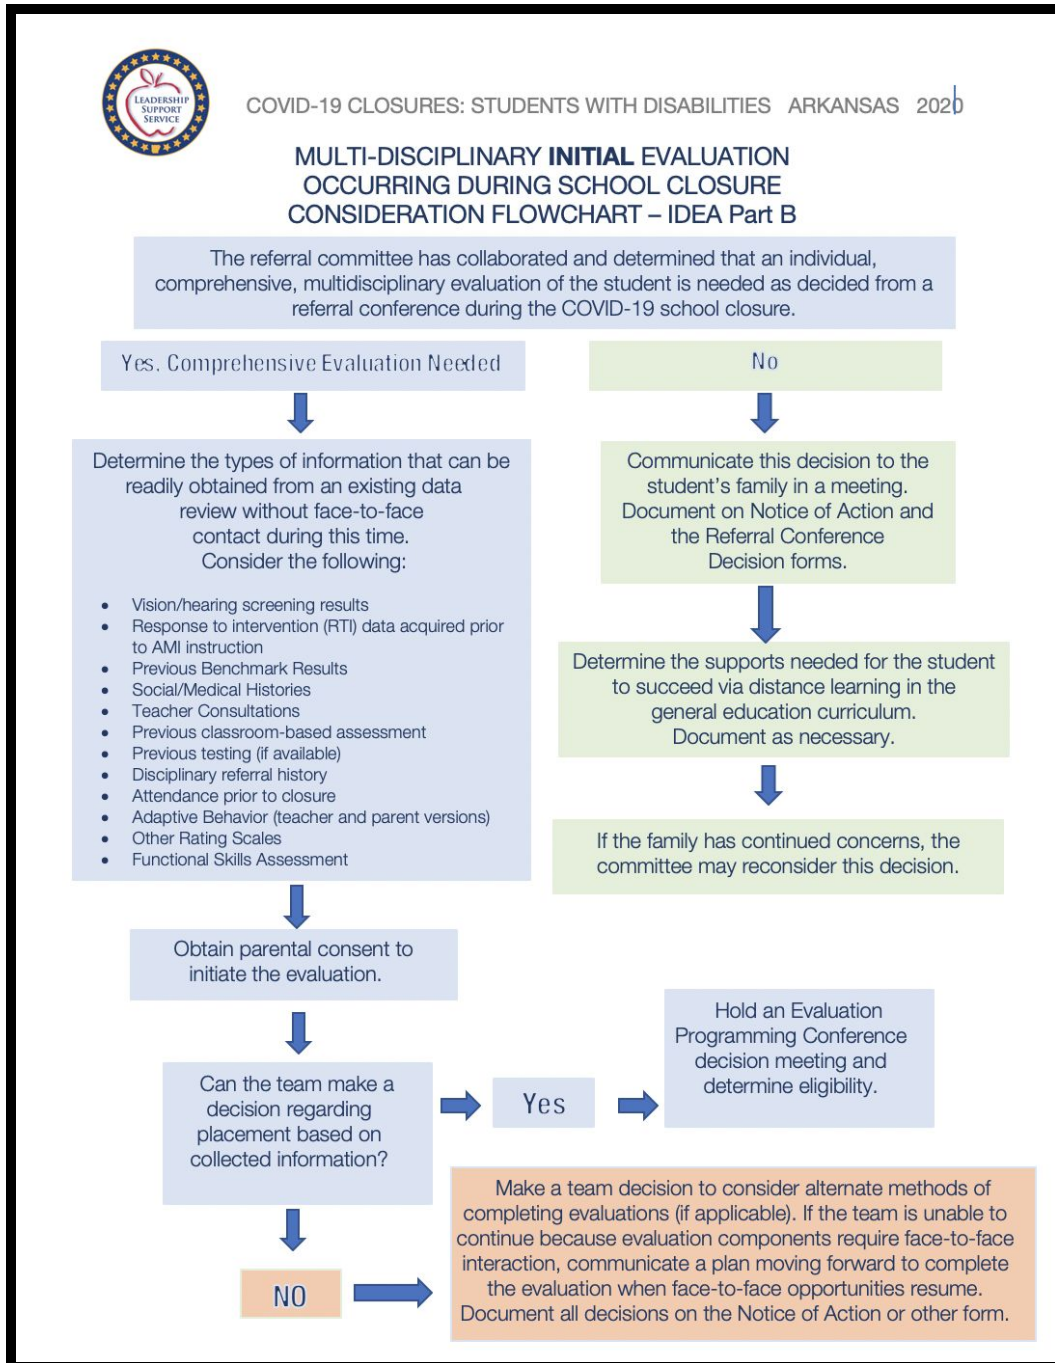 LEADERSHIP
SUPPORT
SERVICE
COVID-19 CLOSURES: STUDENTS WITH DISABILITIES ARKANSAS 2020
MULTI-DISCIPLINARY INITIAL EVALUATION
OCCURRING DURING SCHOOL CLOSURE
CONSIDERATION FLOWCHART – IDEA Part B
The referral committee has collaborated and determined that an individual,
comprehensive, multidisciplinary evaluation of the student is needed as decided from a
referral conference during the COVID-19 school closure.
Yes. Comprehensive Evaluation Needed
Determine the types of information that can be
readily obtained from an existing data
review without face-to-face
contact during this time.
Consider the following:
• Vision/hearing screening results
• Response to intervention (RTI) data acquired prior
to AMI instruction
• Previous Benchmark Results
• Social/Medical Histories
• Teacher Consultations
• Previous classroom-based assessment
• Previous testing (if available)
• Disciplinary referral history
• Attendance prior to closure
• Adaptive Behavior (teacher and parent versions)
• Other Rating Scales
• Functional Skills Assessment
No
Communicate this decision to the
student's family in a meeting.
Document on Notice of Action and
the Referral Conference
Decision forms.
Determine the supports needed for the student
to succeed via distance learning in the
general education curriculum.
Document as necessary.
If the family has continued concerns, the
committee may reconsider this decision.
Obtain parental consent to
initiate the evaluation.
Can the team make a
decision regarding
placement based on
collected information?
Yes
Hold an Evaluation
Programming Conference
decision meeting and
determine eligibility.
NO
Make a team decision to consider alternate methods of
completing evaluations (if applicable). If the team is unable to
continue because evaluation components require face-to-face
interaction, communicate a plan moving forward to complete
the evaluation when face-to-face opportunities resume.
Document all decisions on the Notice of Action or other form.